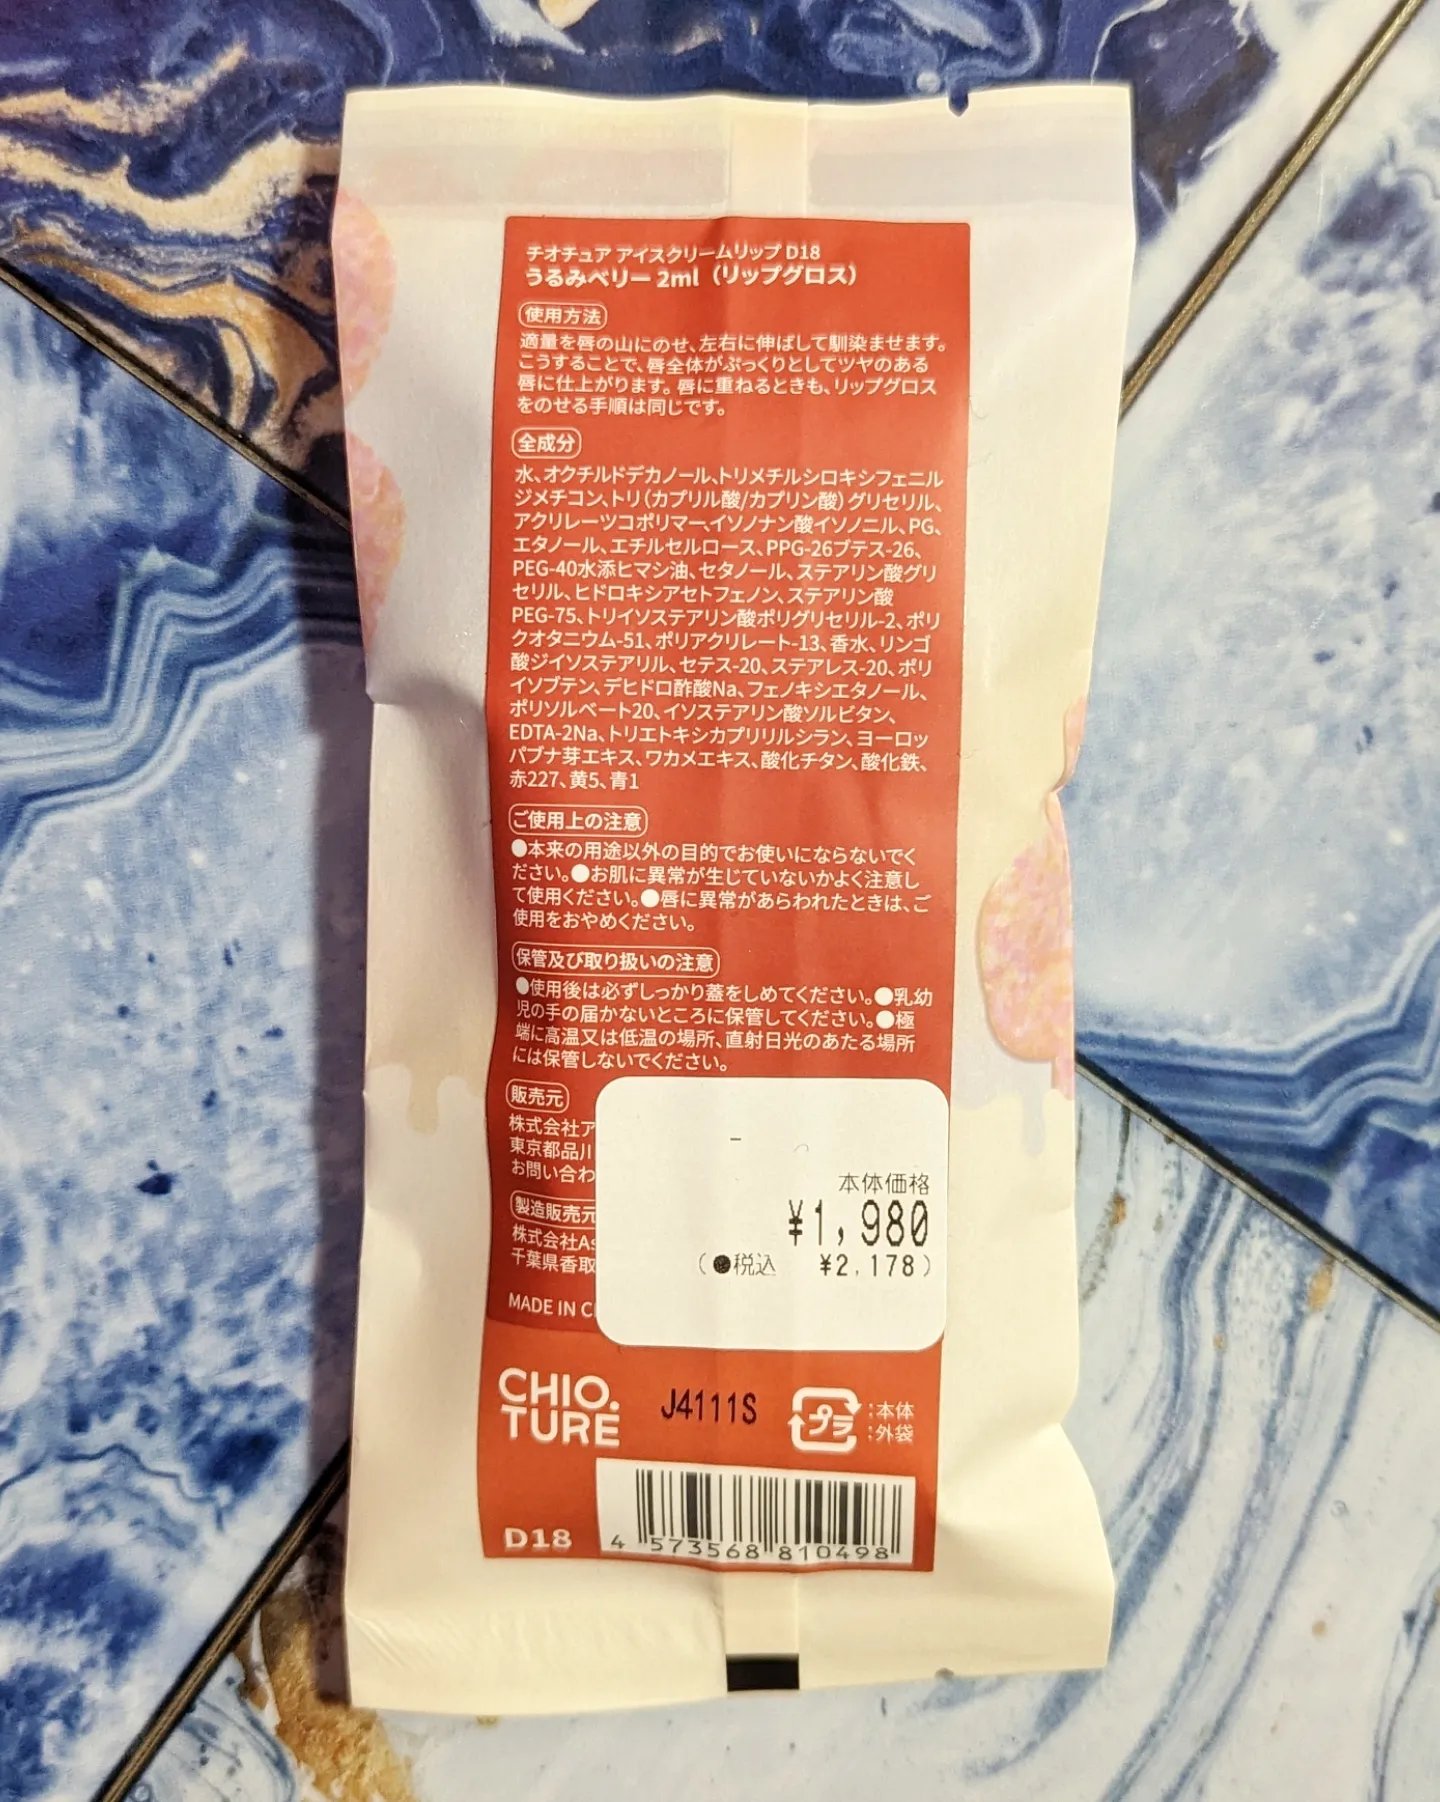 チオチュア アイスクリームリップ D18
うるみベリー 2ml（リップグロス）
使用方法
適量を唇の山にのせ、左右に伸ばして馴染ませます。
こうすることで、唇全体がぷっくりとしてツヤのある
唇に仕上がります。唇に重ねるときも、リップグロス
をのせる手順は同じです。
全成分
水、オクチルドデカノール、トリメチルシロキシフェニル
ジメチコン、トリ（カプリル酸/カプリン酸）グリセリル、
アクリレーツコポリマー、イソノナン酸イソノニル、PG、
エタノール、エチルセルロース、PPG-26ブテス-26、
PEG-40水添ヒマシ油、セタノール、ステアリン酸グリ
セリル、ヒドロキシアセトフェノン、ステアリン酸
PEG-75、トリイソステアリン酸ポリグリセリル-2、ポリ
クオタニウム-51、ポリアクリレート-13、香水、リンゴ
酸ジイソステアリル、セテス-20、ステアレス-20、ポリ
イソブテン、デヒドロ酢酸Na、フェノキシエタノール、
ポリソルベート20、イソステアリン酸ソルビタン、
EDTA-2Na、トリエトキシカプリリルシラン、ヨーロッ
パブナ芽エキス、ワカメエキス、酸化チタン、酸化鉄、
赤227、黄5、青1
ご使用上の注意
●本来の用途以外の目的でお使いにならないでく
ださい。●お肌に異常が生じていないかよく注意し
て使用ください。●唇に異常があらわれたときは、ご
使用をおやめください。
保管及び取り扱いの注意
●使用後は必ずしっかり蓋をしめてください。●乳幼
児の手の届かないところに保管してください。●極
端に高温又は低温の場所、直射日光のあたる場所
には保管しないでください。
販売元
株式会社ア
東京都品川
お問い合わ
製造販売元
株式会社As
千葉県香取
MADE IN C
本体価格
¥1,980
（●税込 ¥2,178）
CHIO.
TURE
J4111S
プラ
：本体
：外袋
D18
4 573568 810498